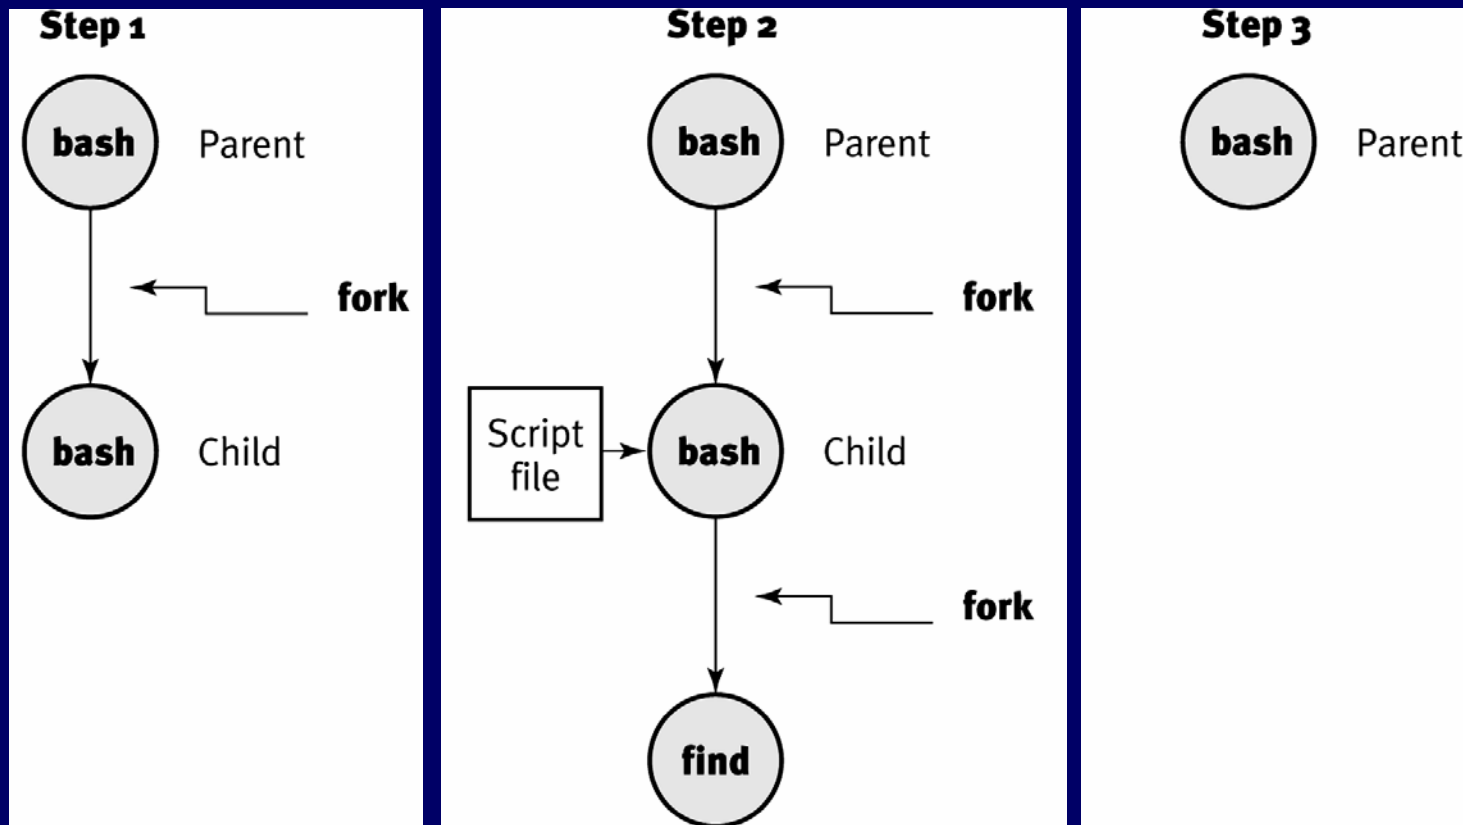 Step 1
bash
Parent
fork
bash
Child
Step 2
bash
Parent
fork
Script
file
bash
Child
fork
find
Step 3
bash
Parent